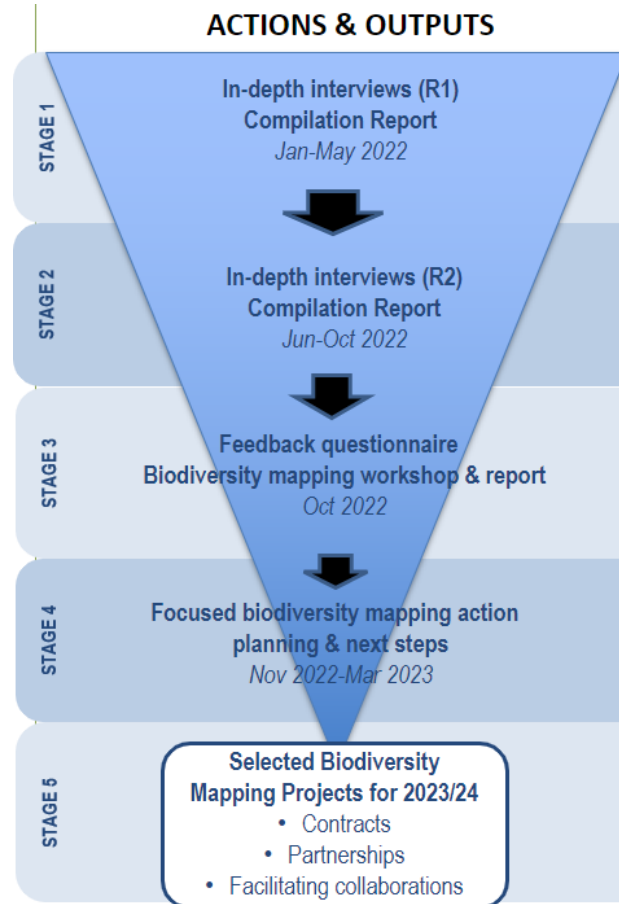 ACTIONS & OUTPUTS
STAGE 1
In-depth interviews (R1)
Compilation Report
Jan-May 2022
STAGE 2
In-depth interviews (R2)
Compilation Report
Jun-Oct 2022
STAGE 3
Feedback questionnaire
Biodiversity mapping workshop & report
Oct 2022
STAGE 4
Focused biodiversity mapping action
planning & next steps
Nov 2022-Mar 2023
STAGE 5
Selected Biodiversity
Mapping Projects for 2023/24
• Contracts
• Partnerships
• Facilitating collaborations